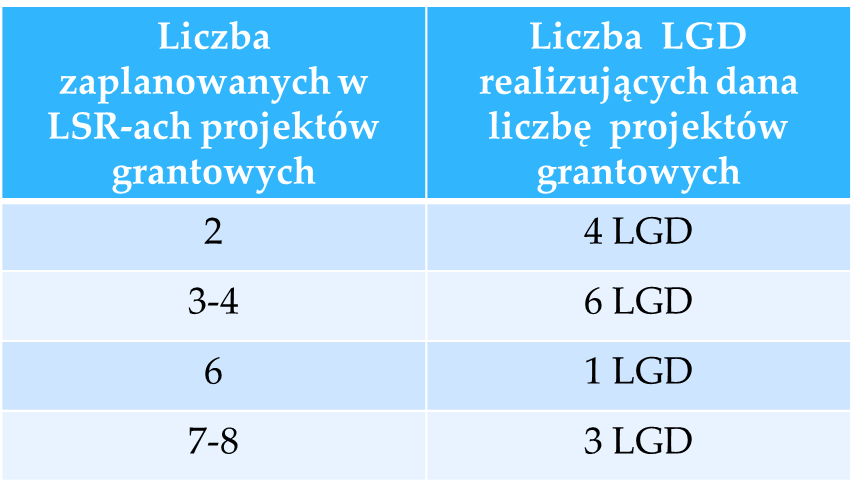 Liczba
zaplanowanych w
LSR-ach projektów
grantowych
Liczba LGD
realizujących dana
liczbę projektów
grantowych
2
4 LGD
3-4
6 LGD
6
1 LGD
7-8
3 LGD